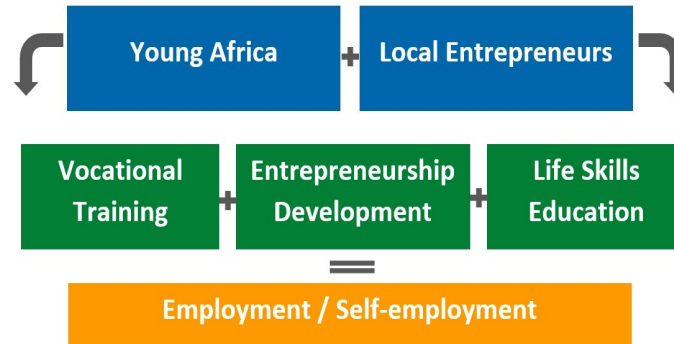 Young Africa + Local Entrepreneurs
Vocational Training + Entrepreneurship Development + Life Skills Education
=
Employment / Self-employment